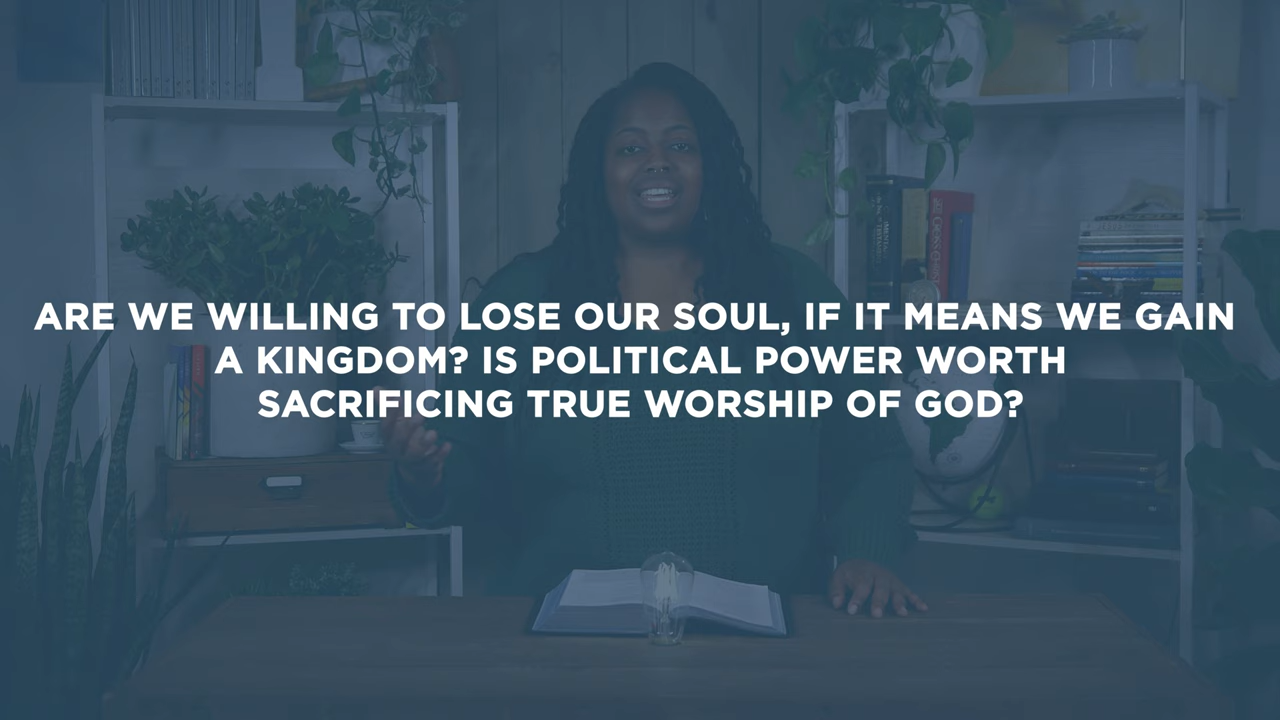 ARE WE WILLING TO LOSE OUR SOUL, IF IT MEANS WE GAIN
A KINGDOM? IS POLITICAL POWER WORTH
SACRIFICING TRUE WORSHIP OF GOD?